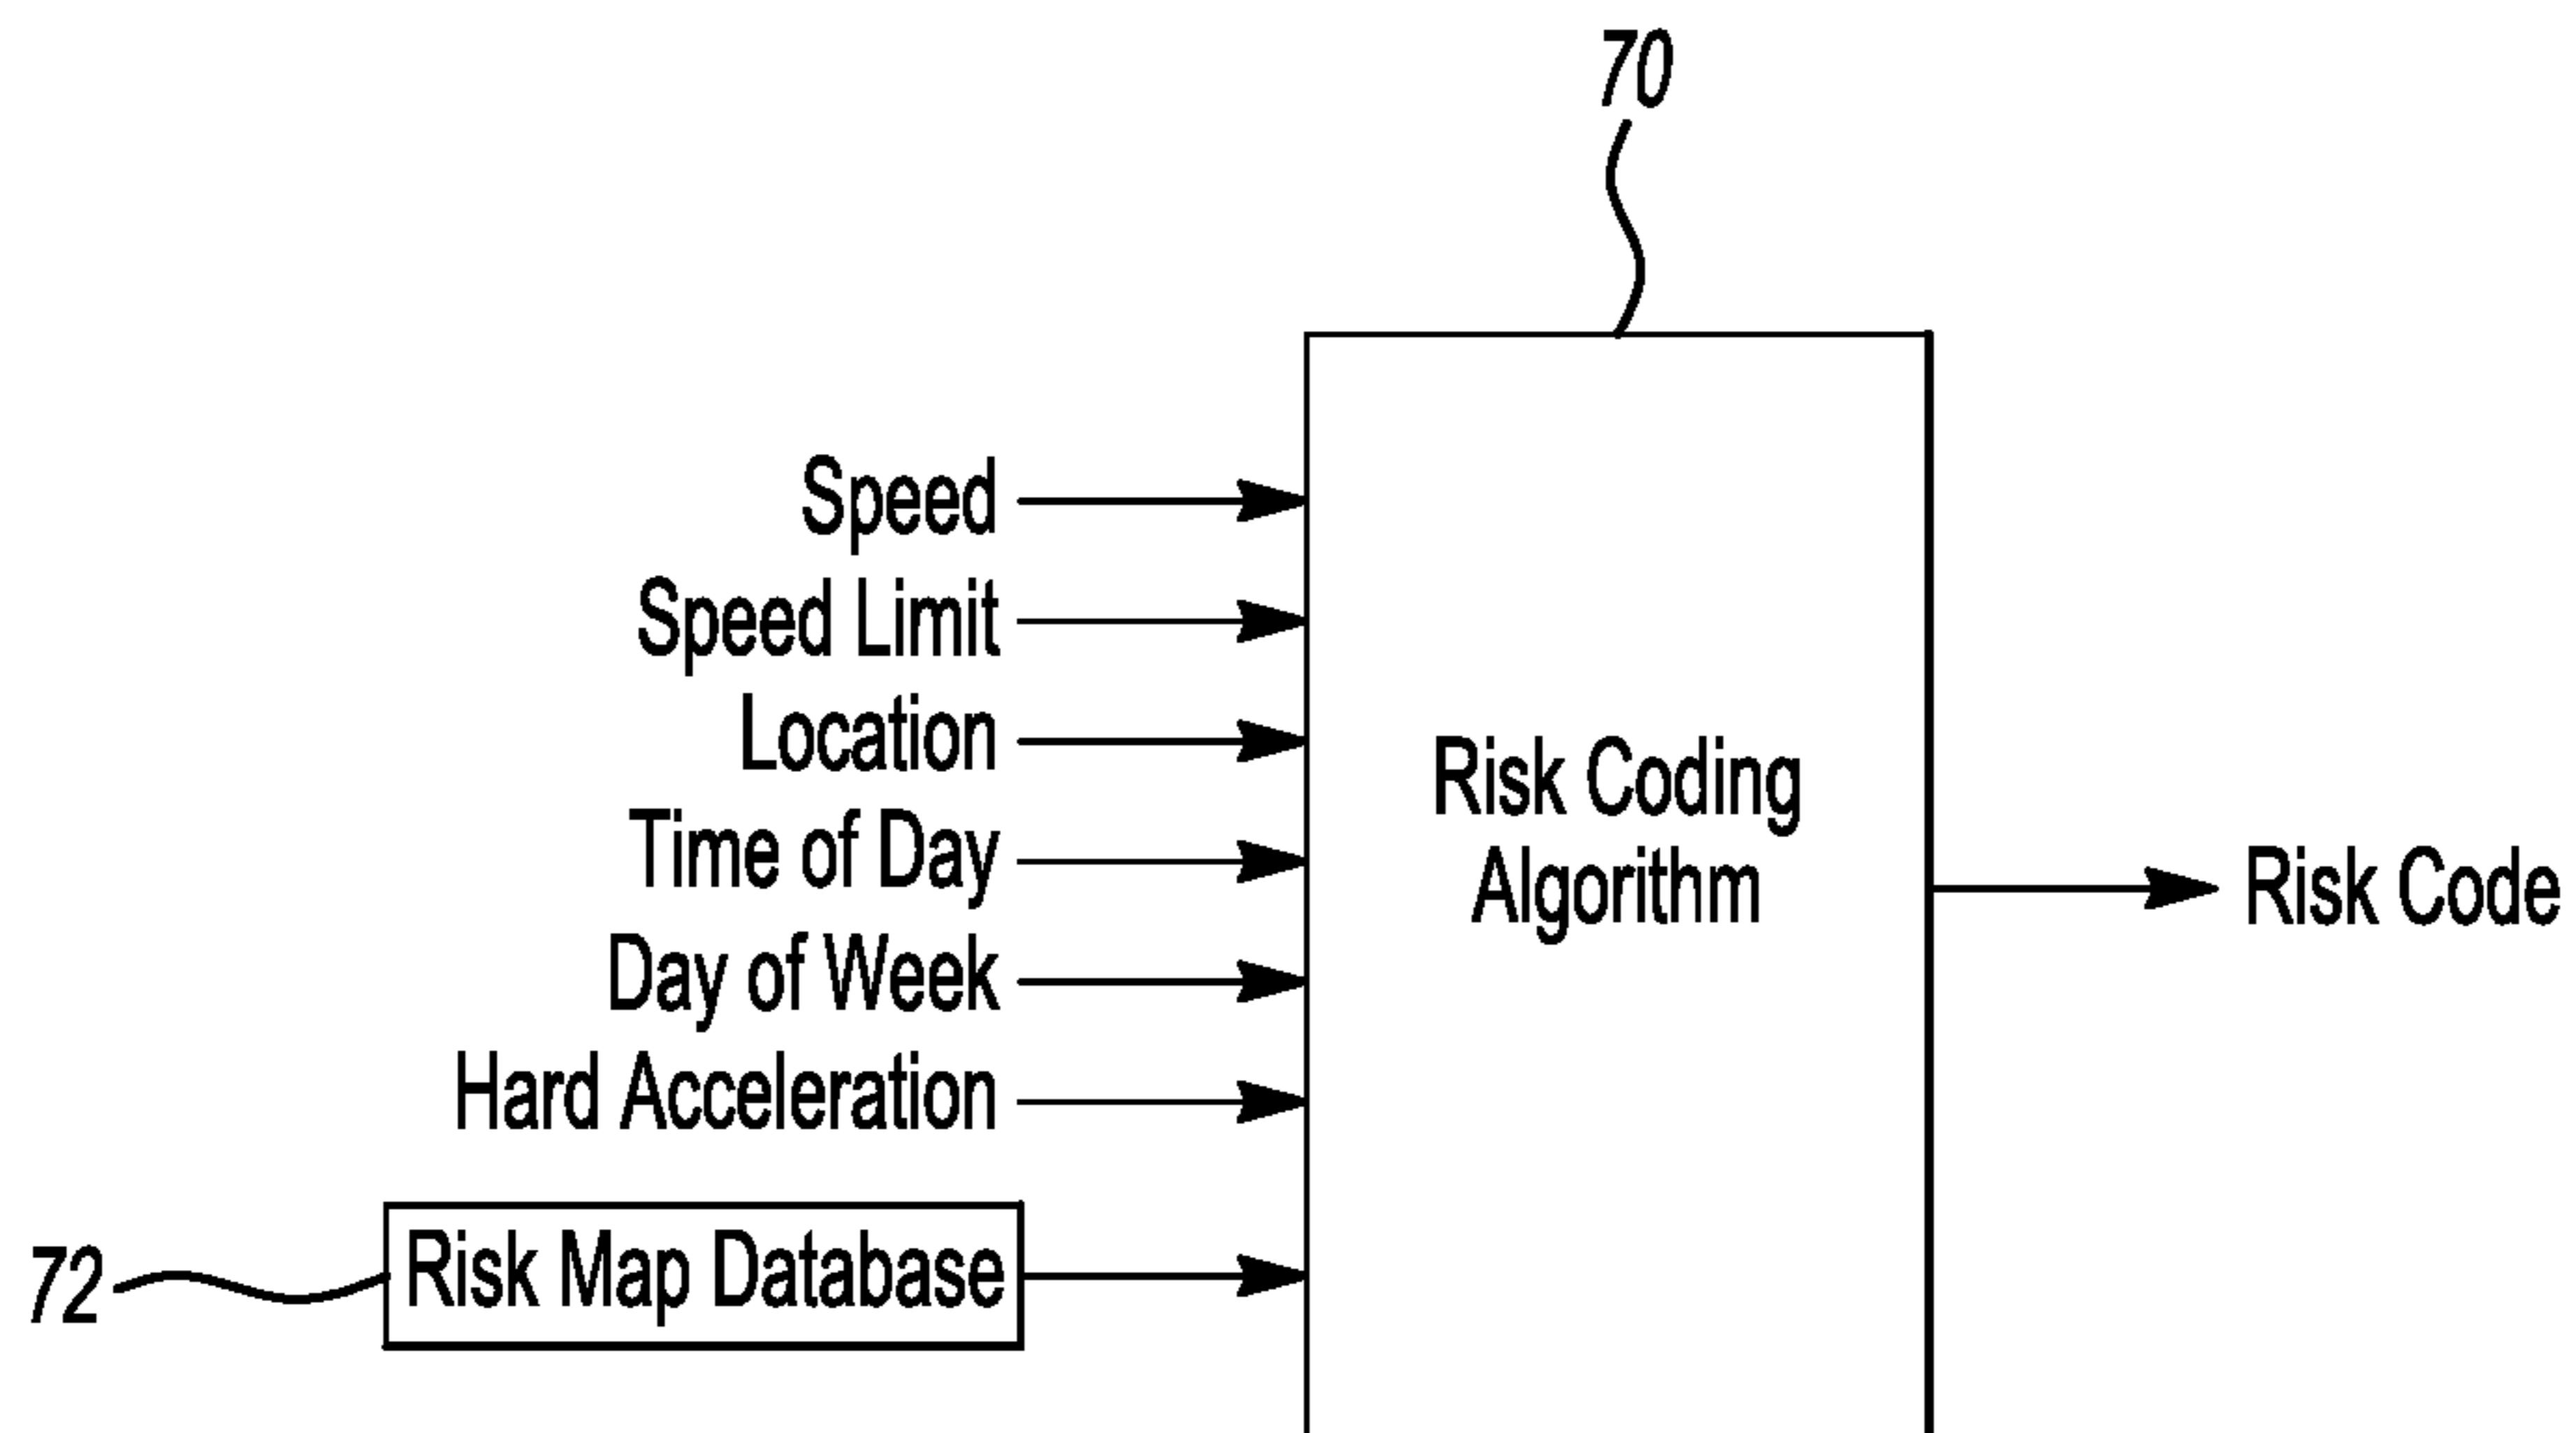 70
Speed
Speed Limit
Location
Time of Day
Day of Week
Hard Acceleration
72
Risk Map Database
Risk Coding
Algorithm
Risk Code